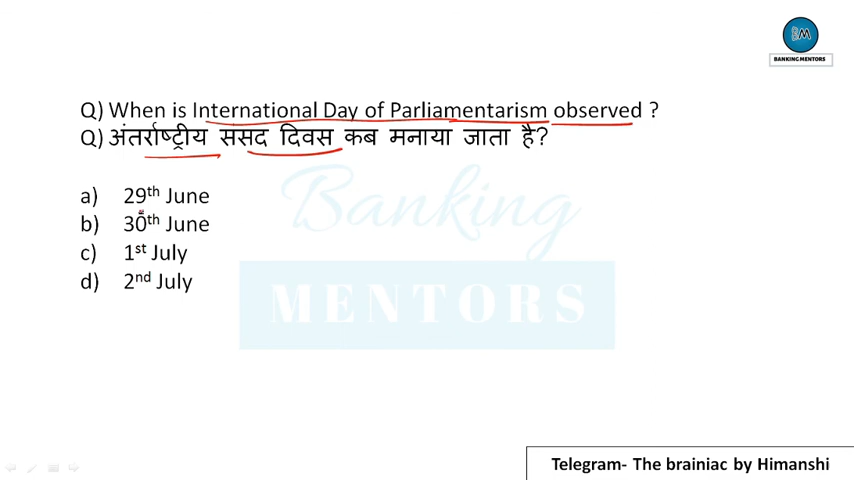 BANKING MENTORS
Q) When is International Day of Parliamentarism observed ?
Q) अंतर्राष्ट्रीय संसद दिवस कब मनाया जाता है?
a) 29th June
b) 30th June
c) 1st July
d) 2nd July
Banking
MENTORS
Telegram- The brainiac by Himanshi